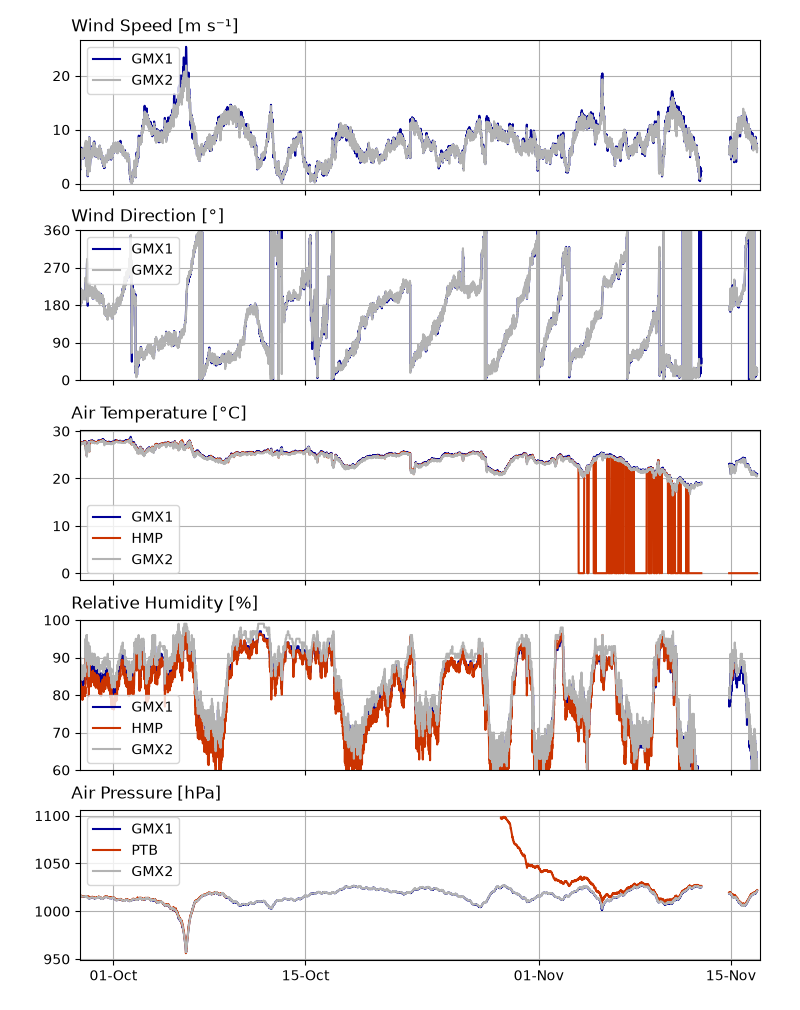 Wind Speed [m s⁻¹]
GMX1
GMX2
20
10
0
Wind Direction [°]
360
GMX1
GMX2
270
180
90
0
Air Temperature [°C]
30
20
GMX1
HMP
GMX2
10
0
Relative Humidity [%]
100
90
80
GMX1
HMP
GMX2
70
60
Air Pressure [hPa]
1100
GMX1
PTB
GMX2
1050
1000
950
01-Oct 15-Oct 01-Nov 15-Nov